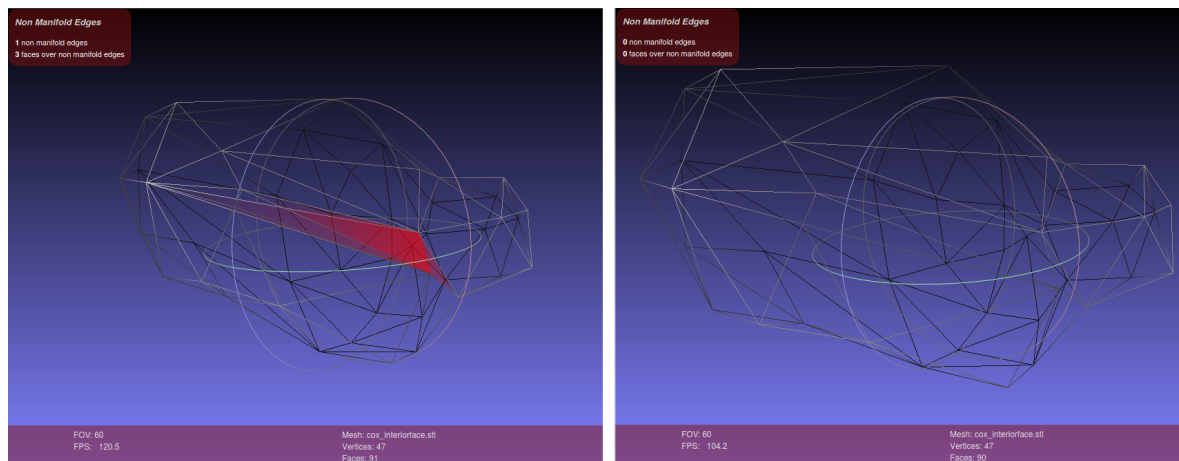 Non Manifold Edges
1 non manifold edges
3 faces over non manifold edges
FOV: 60
FPS: 120.5
Mesh: cox_interiorface.stl
Vertices: 47
Faces: 91
Non Manifold Edges
0 non manifold edges
0 faces over non manifold edges
FOV: 60
FPS: 104.2
Mesh: cox_interiorface.stl
Vertices: 47
Faces: 90